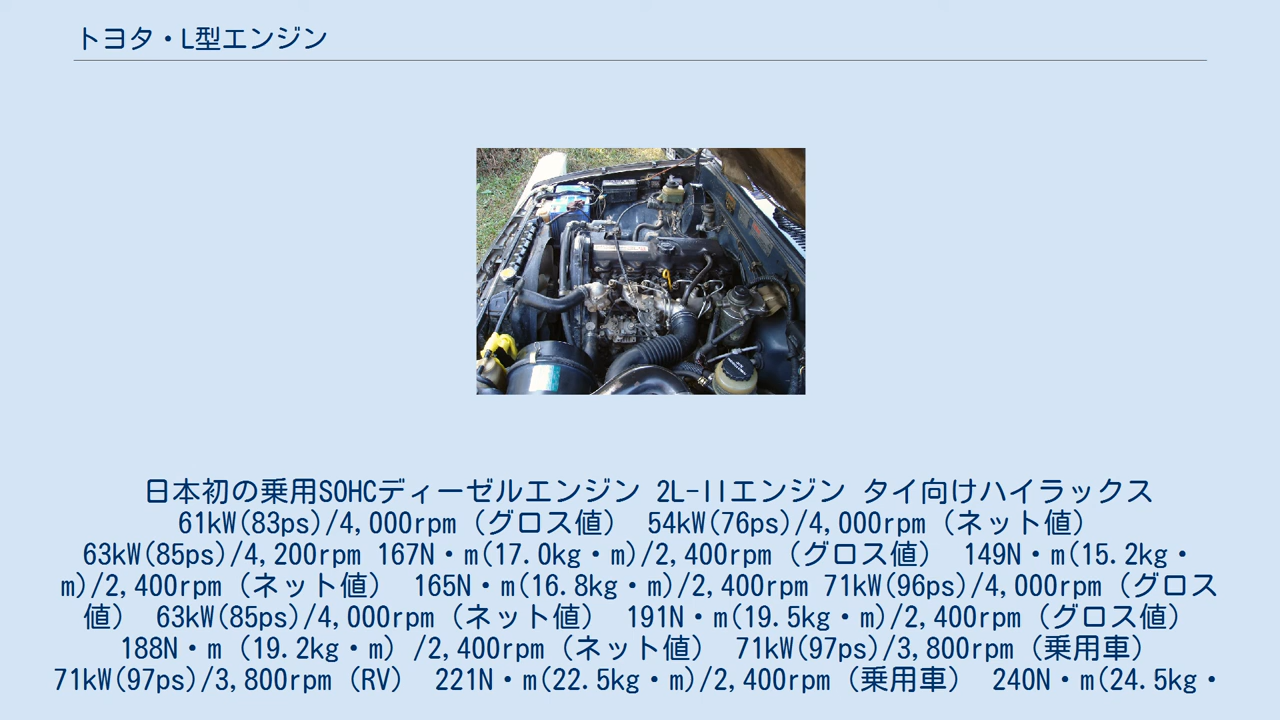 トヨタ・L型エンジン
日本初の乗用SOHCディーゼルエンジン 2L-IIエンジン タイ向けハイラックス
61kW(83ps)/4,000rpm（グロス値） 54kW(76ps)/4,000rpm（ネット値）
63kW(85ps)/4,200rpm 167N・m(17.0kg・m)/2,400rpm（グロス値） 149N・m(15.2kg・
m)/2,400rpm（ネット値） 165N・m(16.8kg・m)/2,400rpm 71kW(96ps)/4,000rpm（グロス
値） 63kW(85ps)/4,000rpm（ネット値） 191N・m(19.5kg・m)/2,400rpm（グロス値）
188N・m（19.2kg・m）/2,400rpm（ネット値） 71kW(97ps)/3,800rpm（乗用車）
71kW(97ps)/3,800rpm（RV） 221N・m(22.5kg・m)/2,400rpm（乗用車） 240N・m(24.5kg・